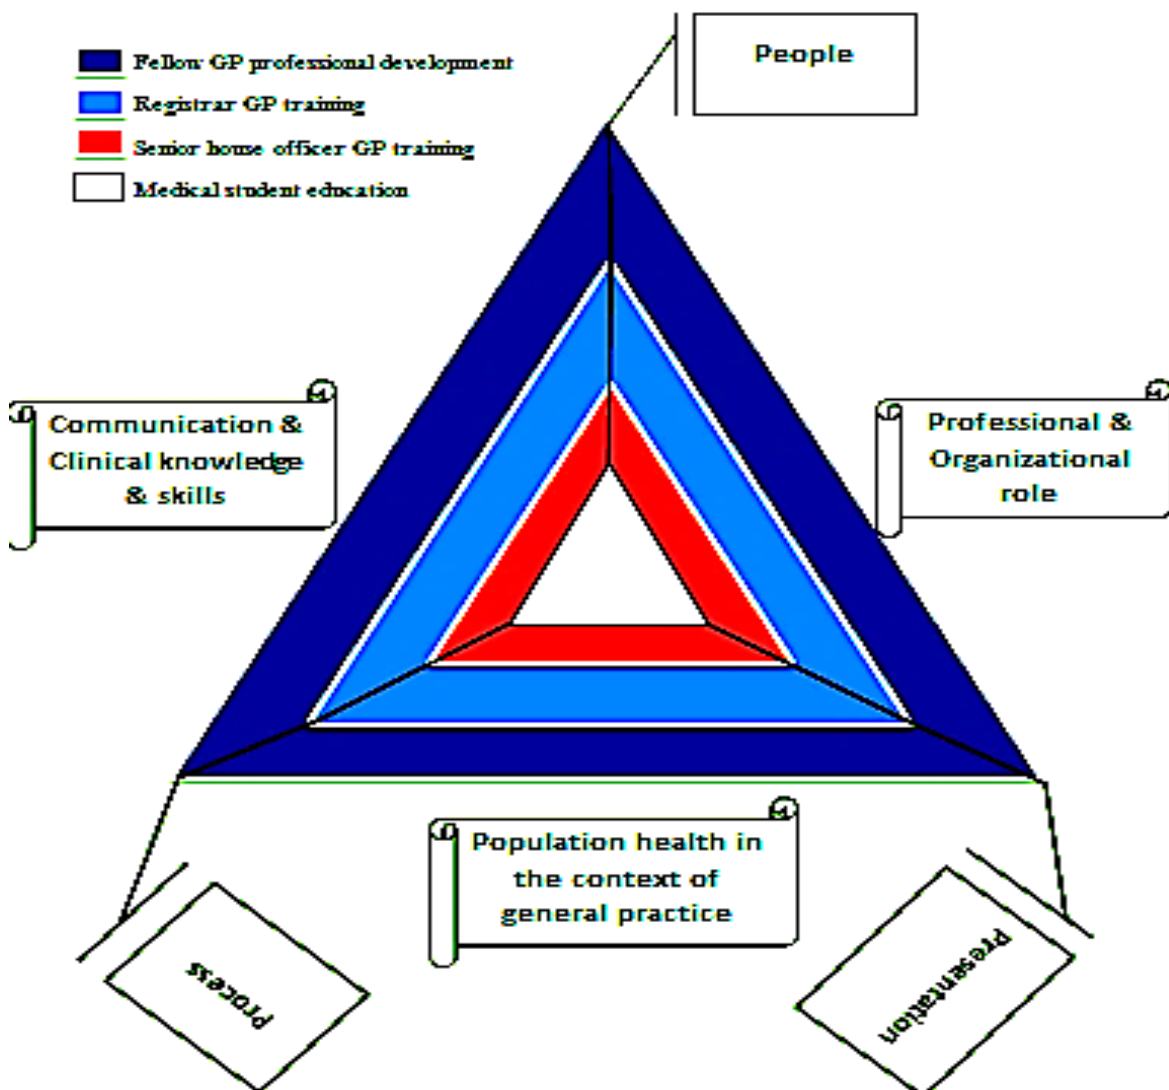 People
Fellow GP professional development
Registrar GP training
Senior house officer GP training
Medical student education
Communication &
Clinical knowledge
& skills
Professional &
Organizational
role
Population health in
the context of
general practice
Process
Presentation